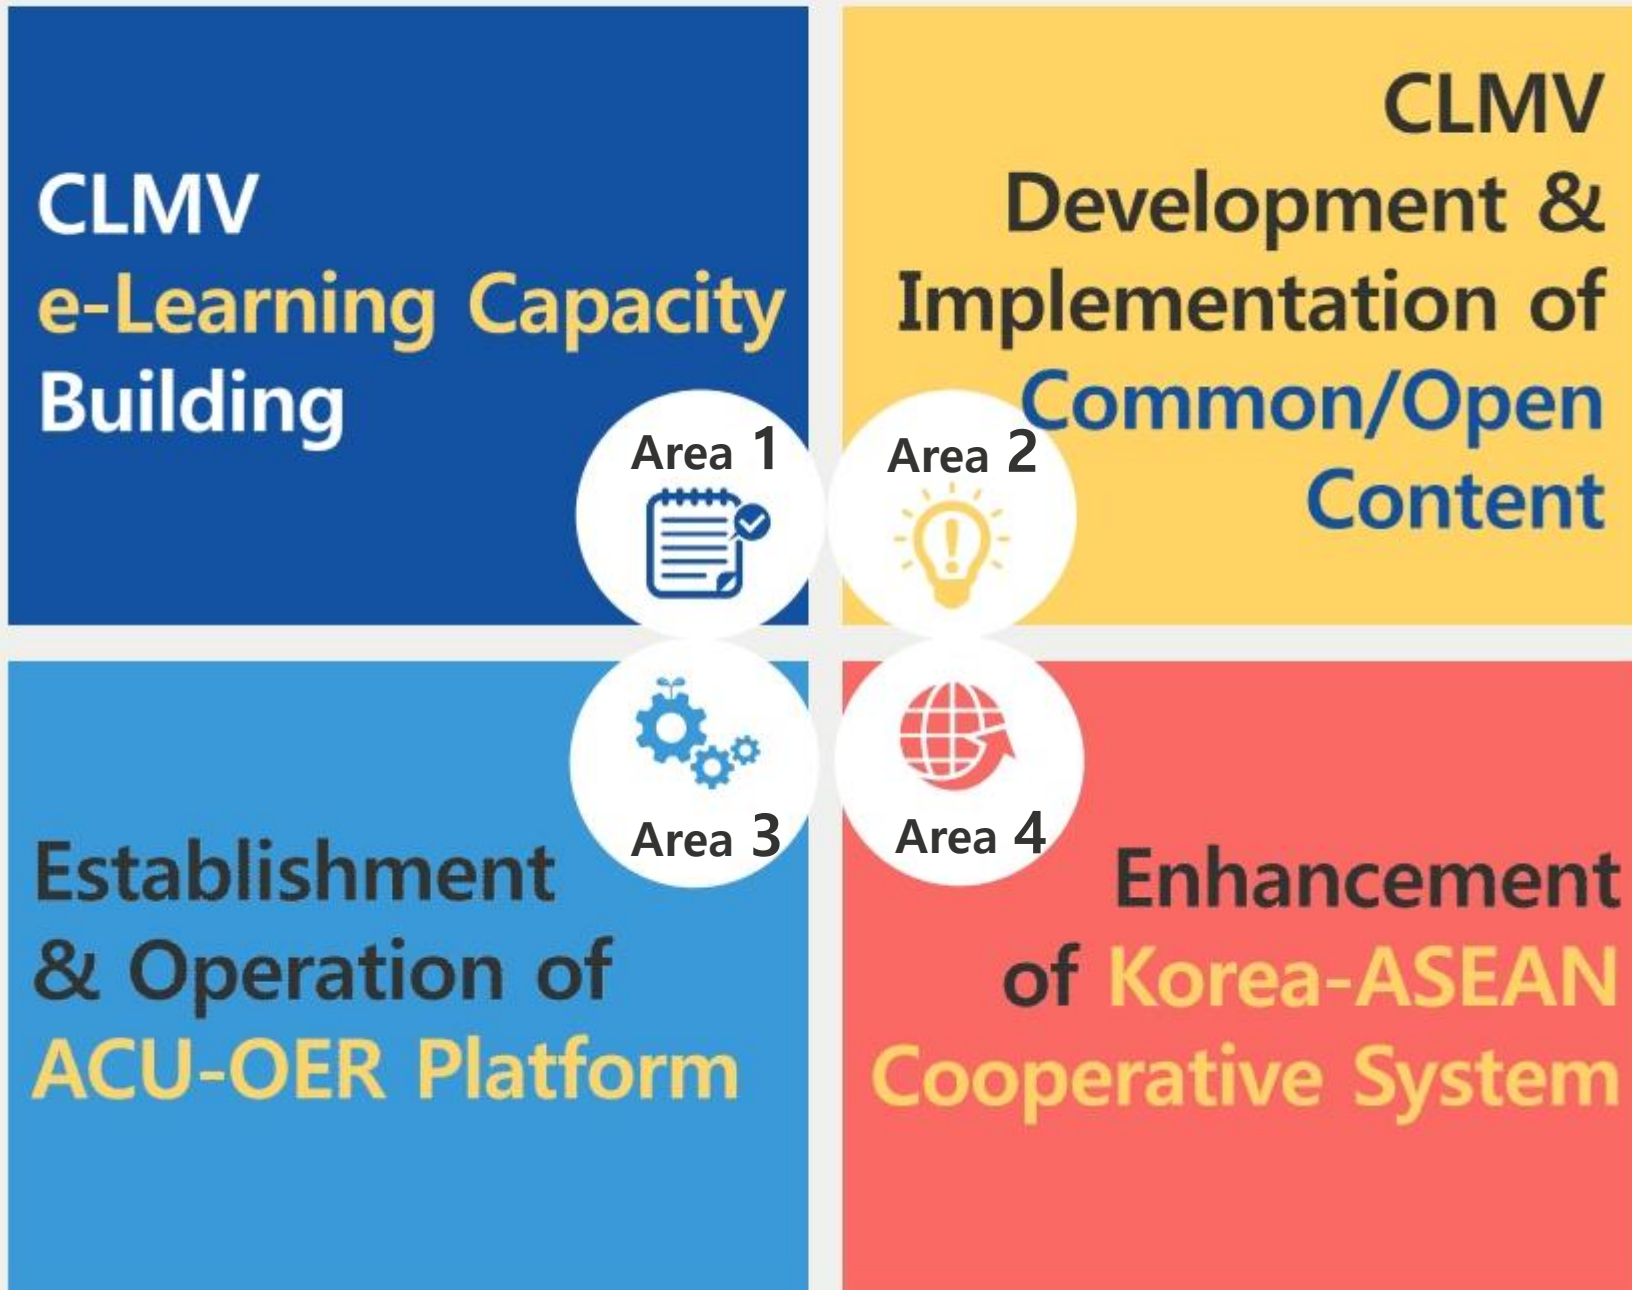 CLMV
e-Learning Capacity
Building
Area 1
CLMV
Development &
Implementation of
Common/Open
Content
Area 2
Area 3
Establishment
& Operation of
ACU-OER Platform
Area 4
Enhancement
of Korea-ASEAN
Cooperative System